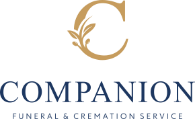 C
COMPANION
FUNERAL & CREMATION SERVICE